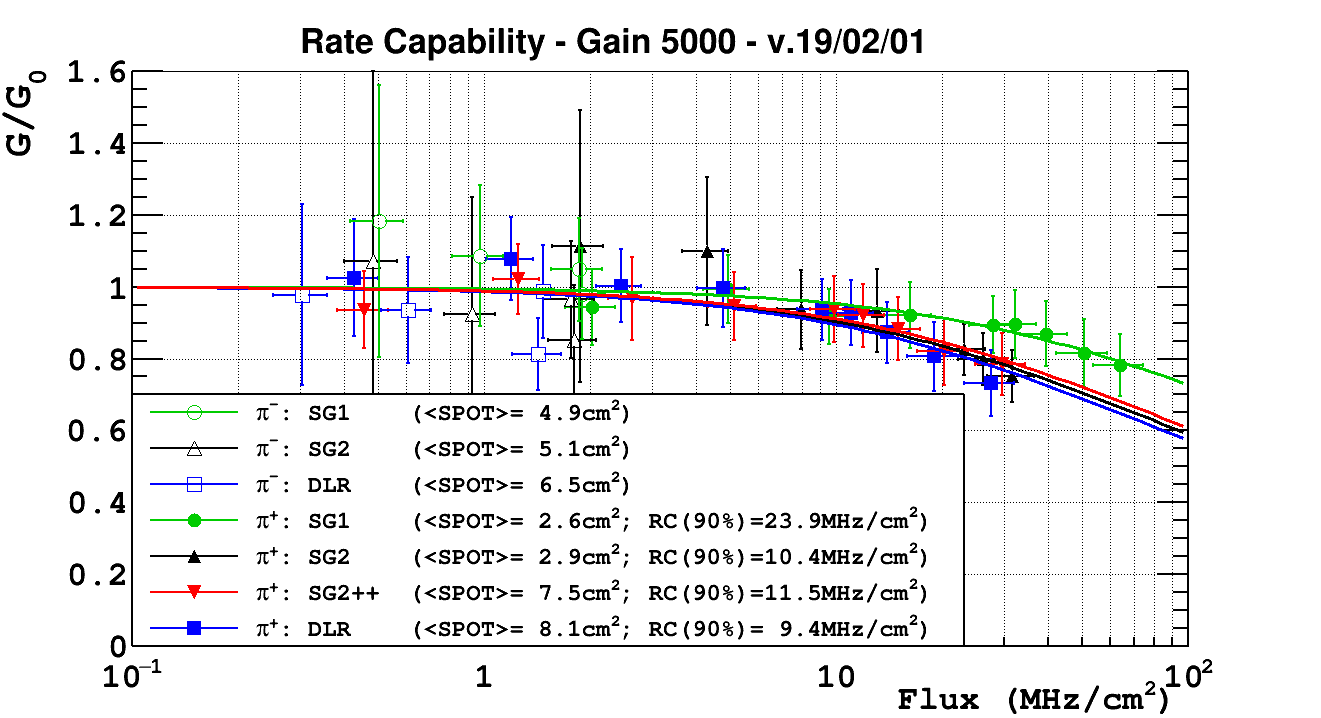 Rate Capability - Gain 5000 - v.19/02/01
G/G₀
1.6
1.4
1.2
1
0.8
0.6
0.4
0.2
0
π⁻: SG1 (<SPOT>= 4.9cm²)
π⁻: SG2 (<SPOT>= 5.1cm²)
π⁻: DLR (<SPOT>= 6.5cm²)
π⁺: SG1 (<SPOT>= 2.6cm²; RC(90%)=23.9MHz/cm²)
π⁺: SG2 (<SPOT>= 2.9cm²; RC(90%)=10.4MHz/cm²)
π⁺: SG2++ (<SPOT>= 7.5cm²; RC(90%)=11.5MHz/cm²)
π⁺: DLR (<SPOT>= 8.1cm²; RC(90%)= 9.4MHz/cm²)
10⁻¹ 1 10 10²
Flux (MHz/cm²)